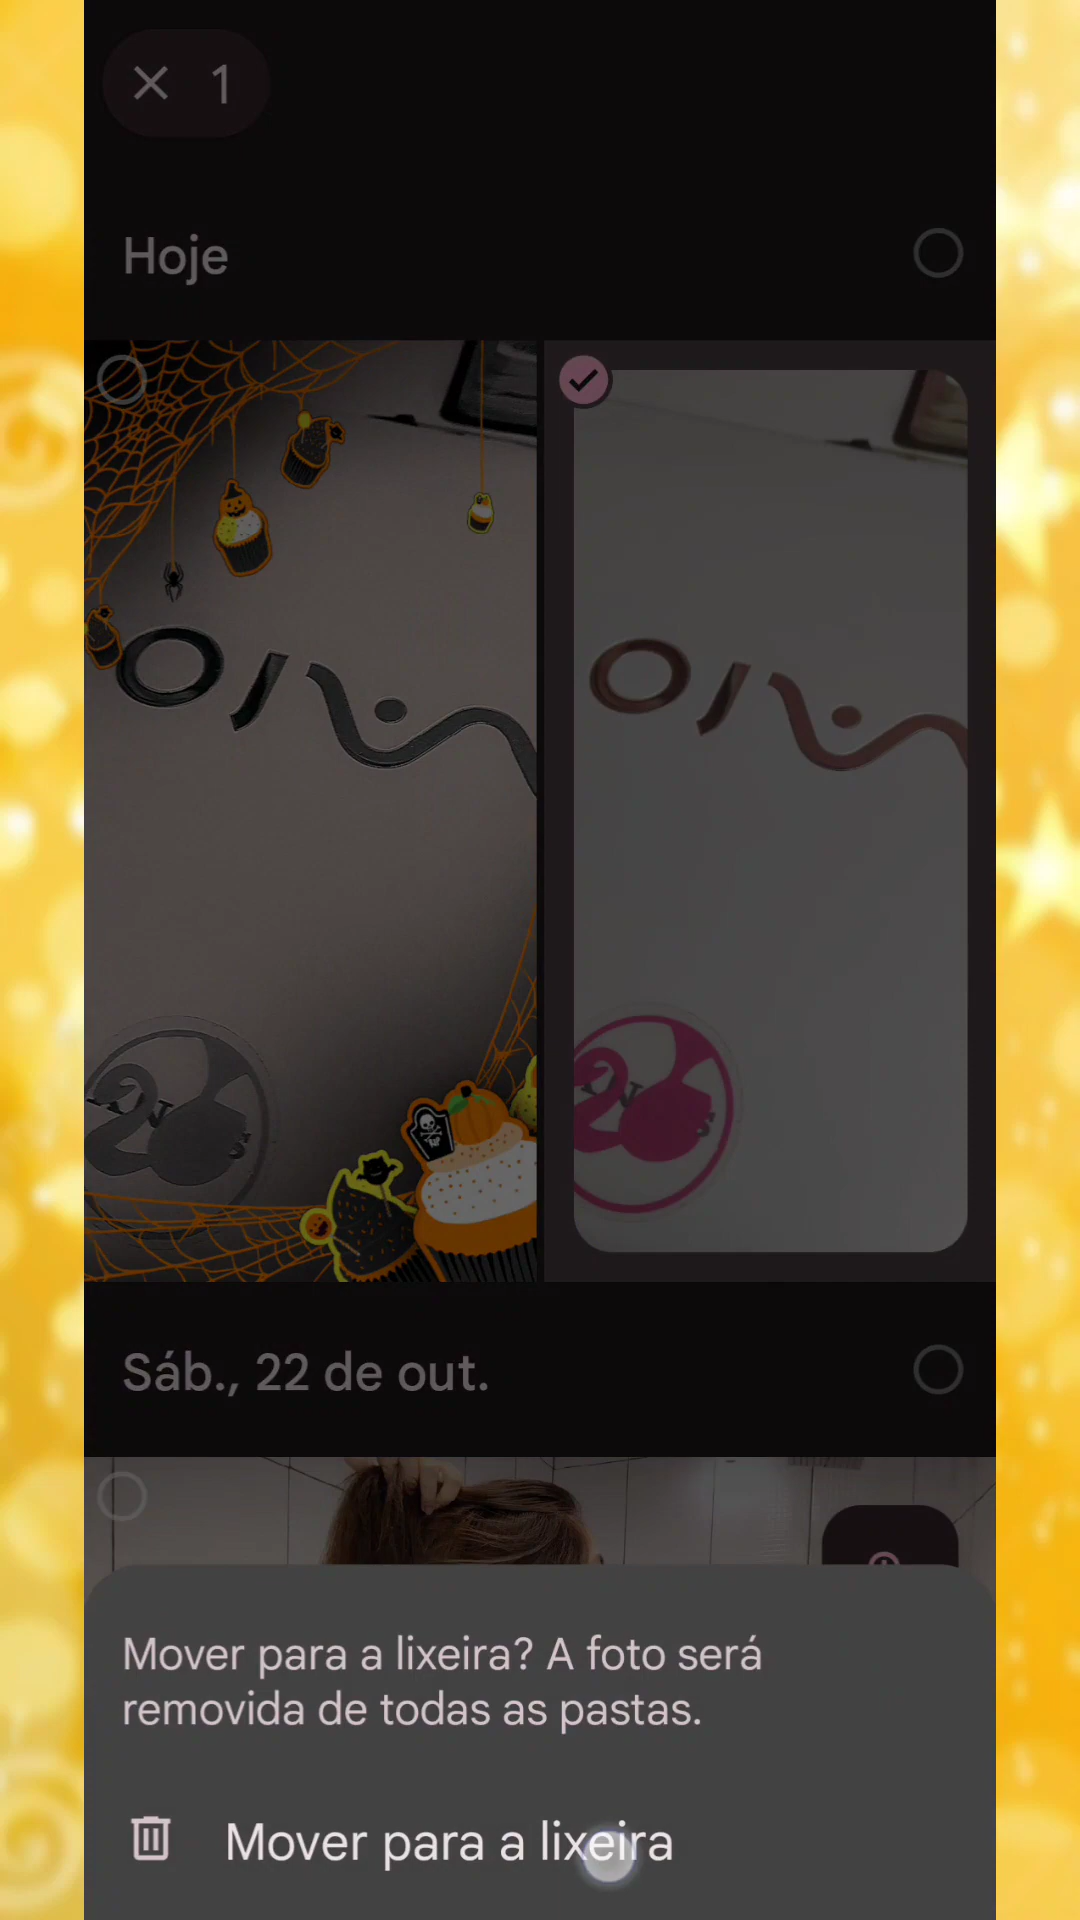 1
Hoje
Sáb., 22 de out.
Mover para a lixeira? A foto será
removida de todas as pastas.
Mover para a lixeira